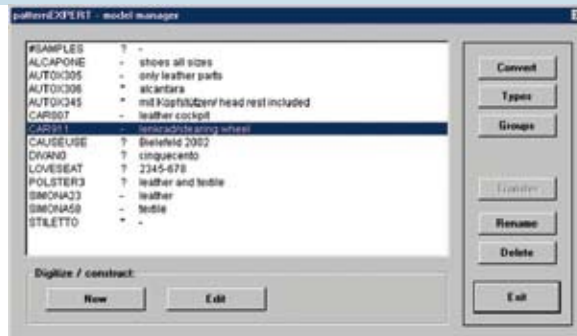 patternEXPERT - model manager
#SAMPLES ? -
ALCAPONE - shoes all sizes
AUTOX305 - only leather parts
AUTOX306 * alcantara
AUTOX345 * mit Kopfstützen/ head rest included
CAR807 - leather cockpit
CAR911 - lenkrad/stearing wheel
CAUSEUSE ? Bielefeld 2002
DIVANO ? cinquecento
LOVESEAT ? 2345-678
POLSTER3 ? leather and textile
SIMONA23 - leather
SIMONA58 - textile
STILETTO * -
Convert
Types
Groups
Transfer
Rename
Delete
Exit
Digitize / construct:
New Edit